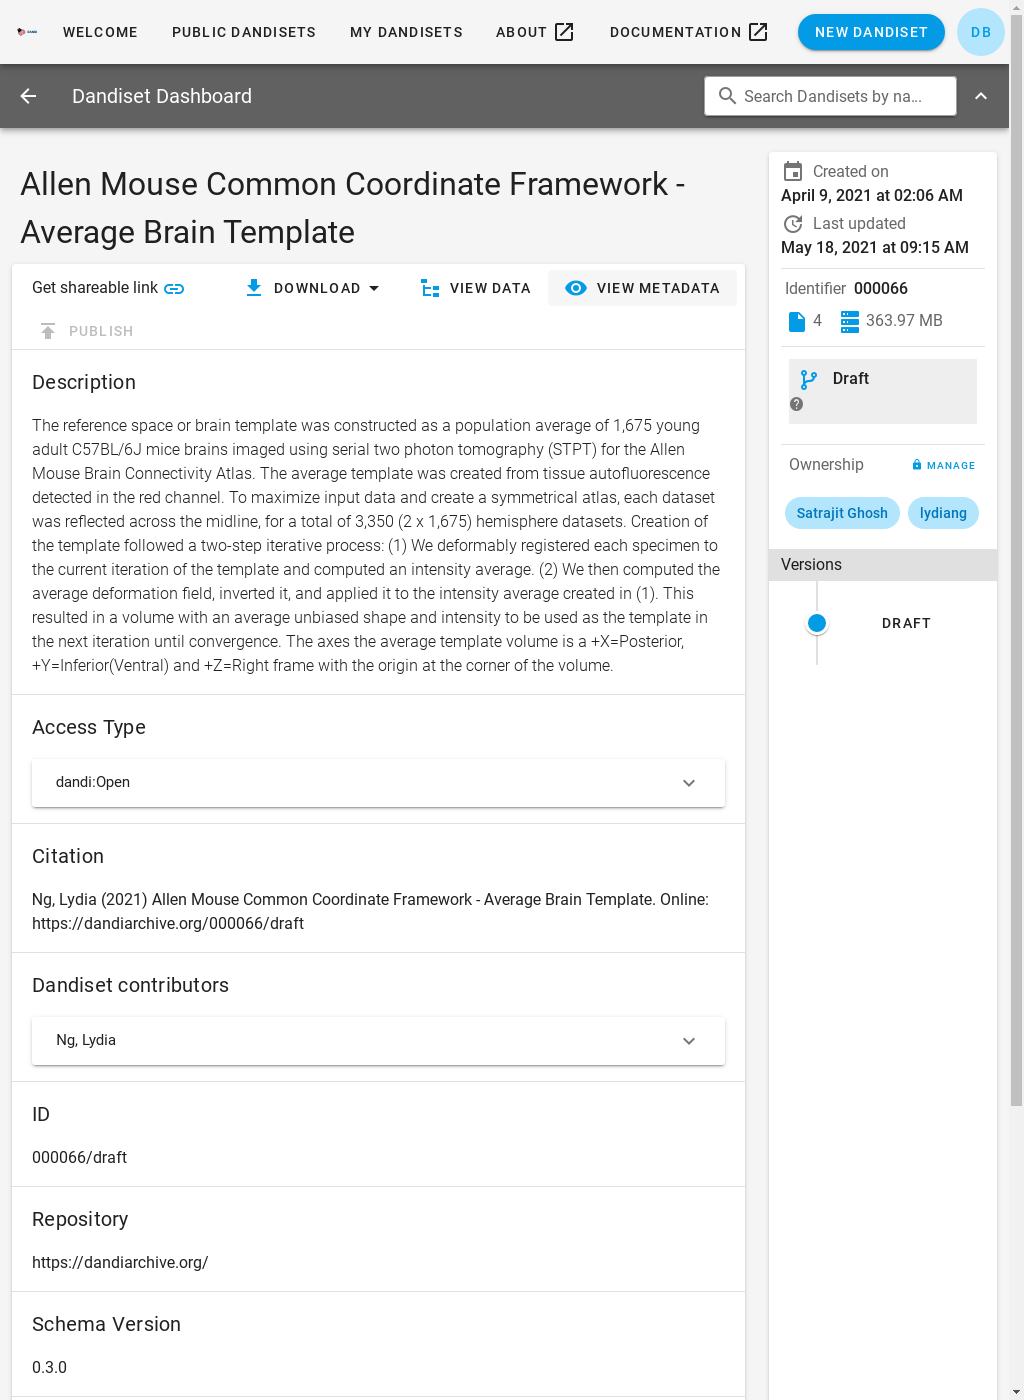 WELCOME PUBLIC DANDISETS MY DANDISETS ABOUT DOCUMENTATION NEW DANDISET DB
Dandiset Dashboard Search Dandisets by na...
Allen Mouse Common Coordinate Framework -
Average Brain Template
Get shareable link DOWNLOAD VIEW DATA VIEW METADATA
PUBLISH
Description
The reference space or brain template was constructed as a population average of 1,675 young
adult C57BL/6J mice brains imaged using serial two photon tomography (STPT) for the Allen
Mouse Brain Connectivity Atlas. The average template was created from tissue autofluorescence
detected in the red channel. To maximize input data and create a symmetrical atlas, each dataset
was reflected across the midline, for a total of 3,350 (2 x 1,675) hemisphere datasets. Creation of
the template followed a two-step iterative process: (1) We deformably registered each specimen to
the current iteration of the template and computed an intensity average. (2) We then computed the
average deformation field, inverted it, and applied it to the intensity average created in (1). This
resulted in a volume with an average unbiased shape and intensity to be used as the template in
the next iteration until convergence. The axes the average template volume is a +X=Posterior,
+Y=Inferior(Ventral) and +Z=Right frame with the origin at the corner of the volume.
Access Type
dandi:Open
Citation
Ng, Lydia (2021) Allen Mouse Common Coordinate Framework - Average Brain Template. Online:
https://dandiarchive.org/000066/draft
Dandiset contributors
Ng, Lydia
ID
000066/draft
Repository
https://dandiarchive.org/
Schema Version
0.3.0
Created on
April 9, 2021 at 02:06 AM
Last updated
May 18, 2021 at 09:15 AM
Identifier 000066
4 363.97 MB
Draft
Ownership MANAGE
Satrajit Ghosh lydiang
Versions
DRAFT